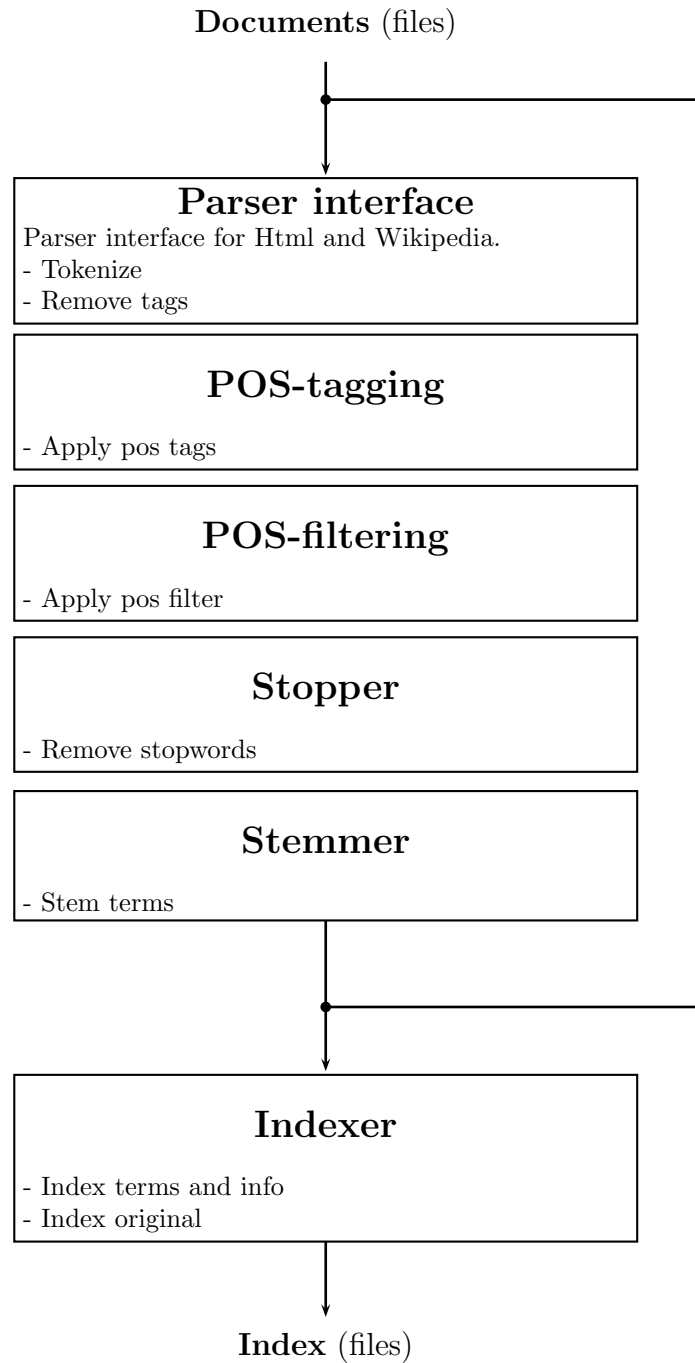 Documents (files)
Parser interface
Parser interface for Html and Wikipedia.
- Tokenize
- Remove tags
POS-tagging
- Apply pos tags
POS-filtering
- Apply pos filter
Stopper
- Remove stopwords
Stemmer
- Stem terms
Indexer
- Index terms and info
- Index original
Index (files)